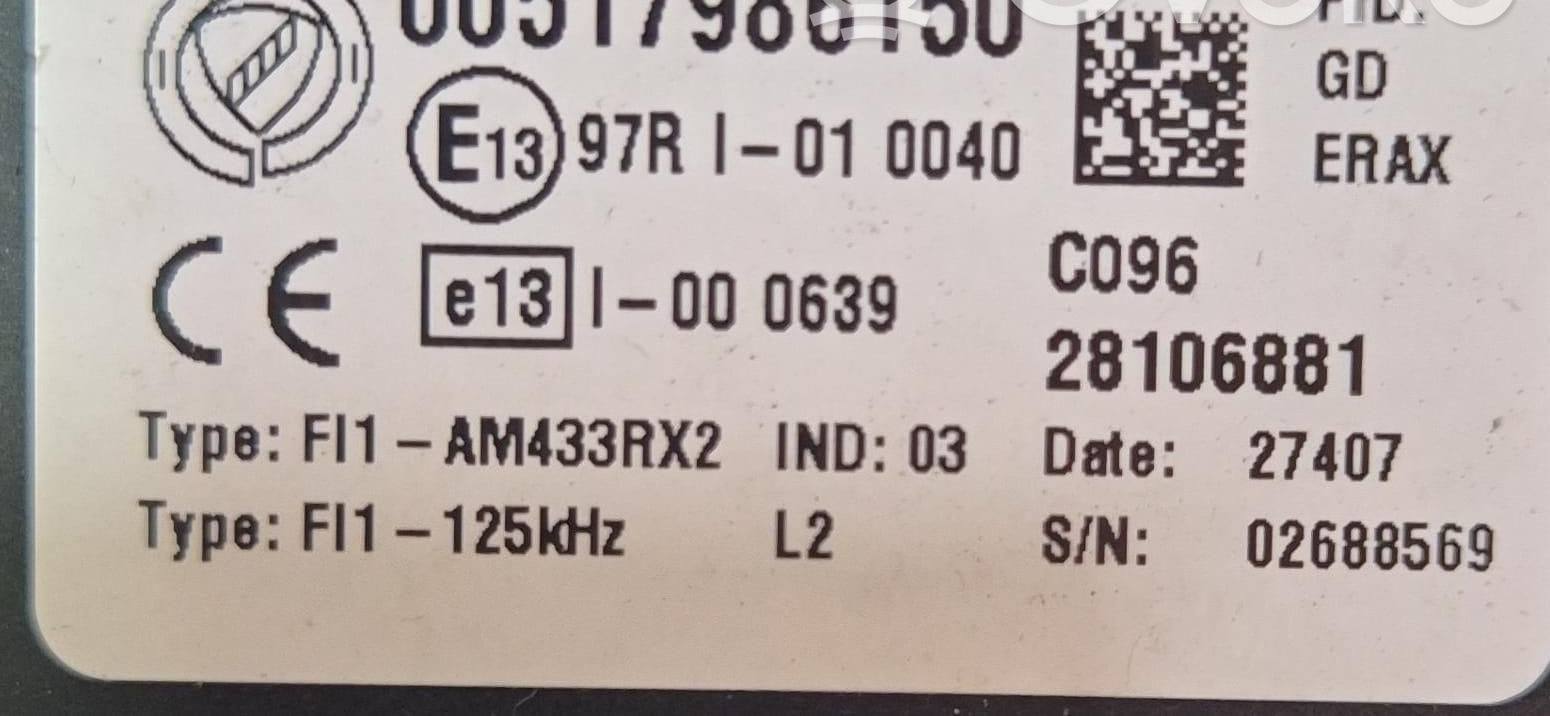 E13 97R I-01 0040
GD
ERAX
e13 I-00 0639
C096
28106881
Type: FI1-AM433RX2 IND: 03 Date: 27407
Type: FI1-125kHz L2 S/N: 02688569